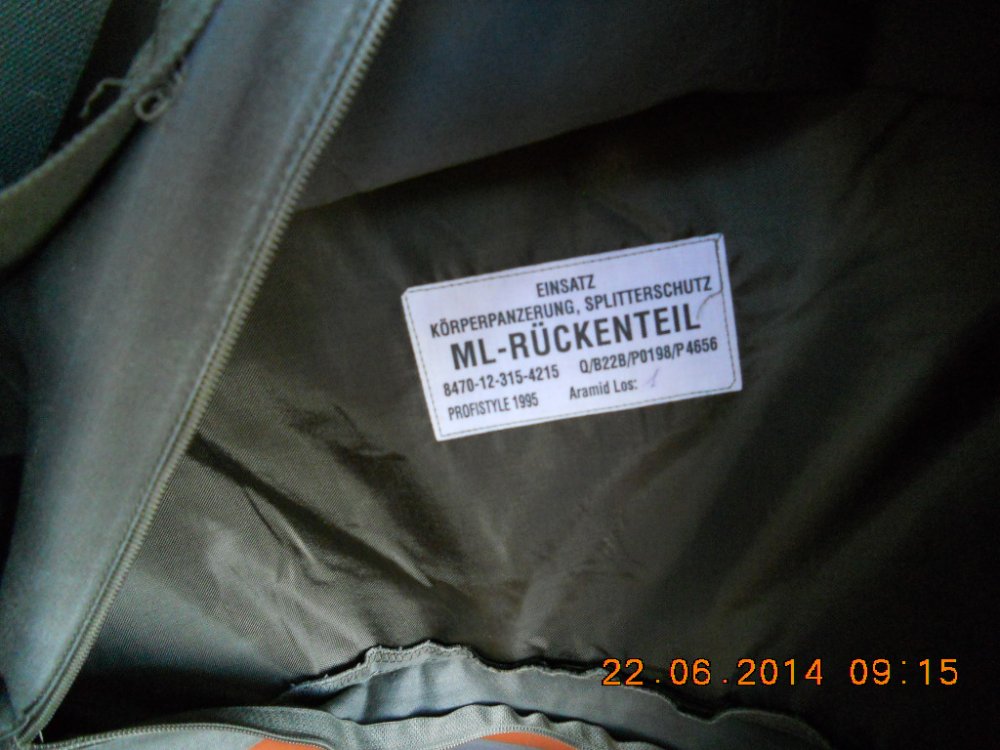 EINSATZ
KÖRPERPANZERUNG, SPLITTERSCHUTZ
ML-RÜCKENTEIL
8470-12-315-4215 Q/B22B/P0198/P4656
PROFISTYLE 1995 Aramid Los: 1
22.06.2014 09:15